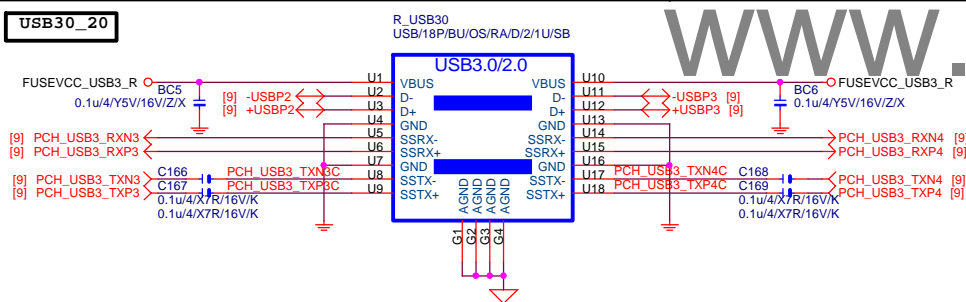 USB30_20
R_USB30
USB/18P/BU/OS/RA/D/2/1U/SB
WWW.
USB3.0/2.0
FUSEVCC_USB3_R
BC5
0.1u/4/Y5V/16V/Z/X
U1 VBUS
U2 D-
U3 D+
U4 GND
U5 SSRX-
U6 SSRX+
U7 GND
U8 SSTX-
U9 SSTX+
VBUS U10
D- U11
D+ U12
GND U13
SSRX- U14
SSRX+ U15
GND U16
SSTX- U17
SSTX+ U18
[9] -USBP2
[9] +USBP2
[9] PCH_USB3_RXN3
[9] PCH_USB3_RXP3
[9] PCH_USB3_TXN3
[9] PCH_USB3_TXP3
C166 PCH_USB3_TXN3C
C167 PCH_USB3_TXP3C
0.1u/4/X7R/16V/K
0.1u/4/X7R/16V/K
AGND AGND AGND AGND
G1 G2 G3 G4
FUSEVCC_USB3_R
BC6
0.1u/4/Y5V/16V/Z/X
-USBP3 [9]
+USBP3 [9]
PCH_USB3_RXN4 [9]
PCH_USB3_RXP4 [9]
PCH_USB3_TXN4C C168
PCH_USB3_TXP4C C169
PCH_USB3_TXN4 [9]
PCH_USB3_TXP4 [9]
0.1u/4/X7R/16V/K
0.1u/4/X7R/16V/K